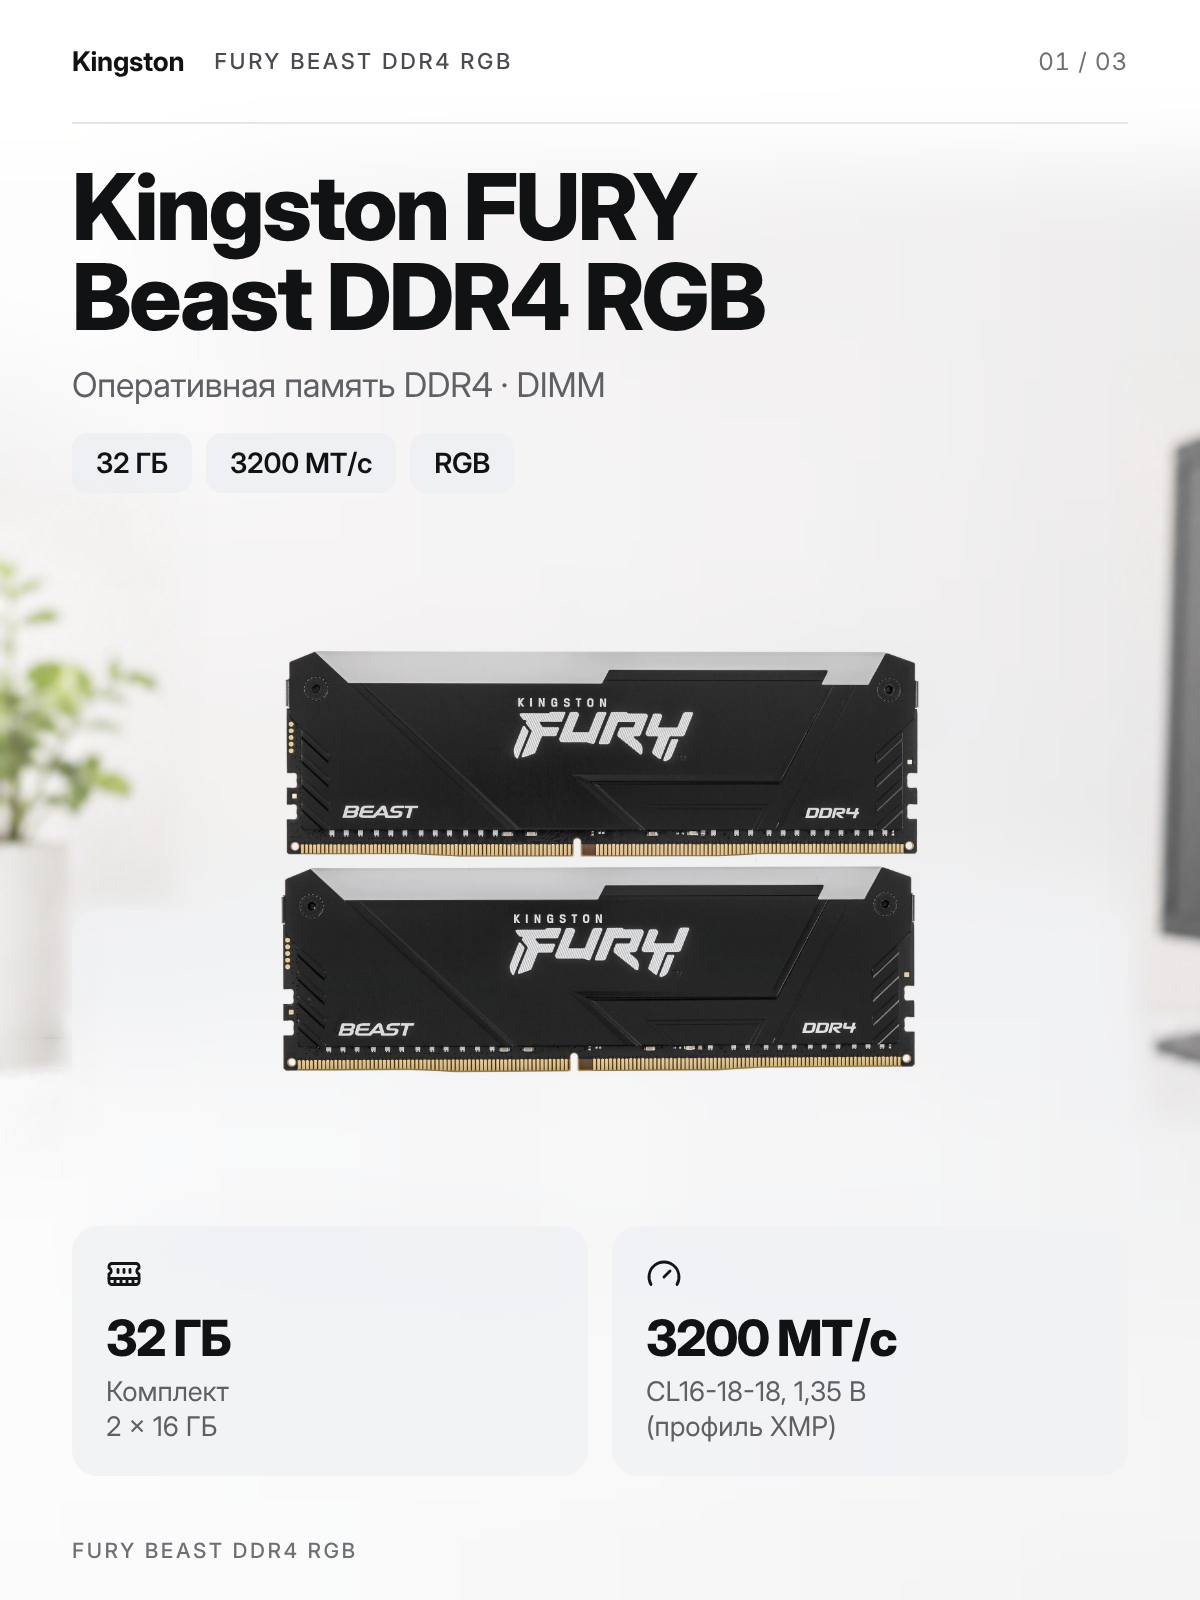 Kingston FURY BEAST DDR4 RGB 01 / 03
Kingston FURY
Beast DDR4 RGB
Оперативная память DDR4 · DIMM
32 ГБ 3200 МТ/с RGB
KINGSTON
FURY
BEAST DDR4
KINGSTON
FURY
BEAST DDR4
32 ГБ
Комплект
2 × 16 ГБ
3200 МТ/с
CL16-18-18, 1,35 В
(профиль XMP)
FURY BEAST DDR4 RGB